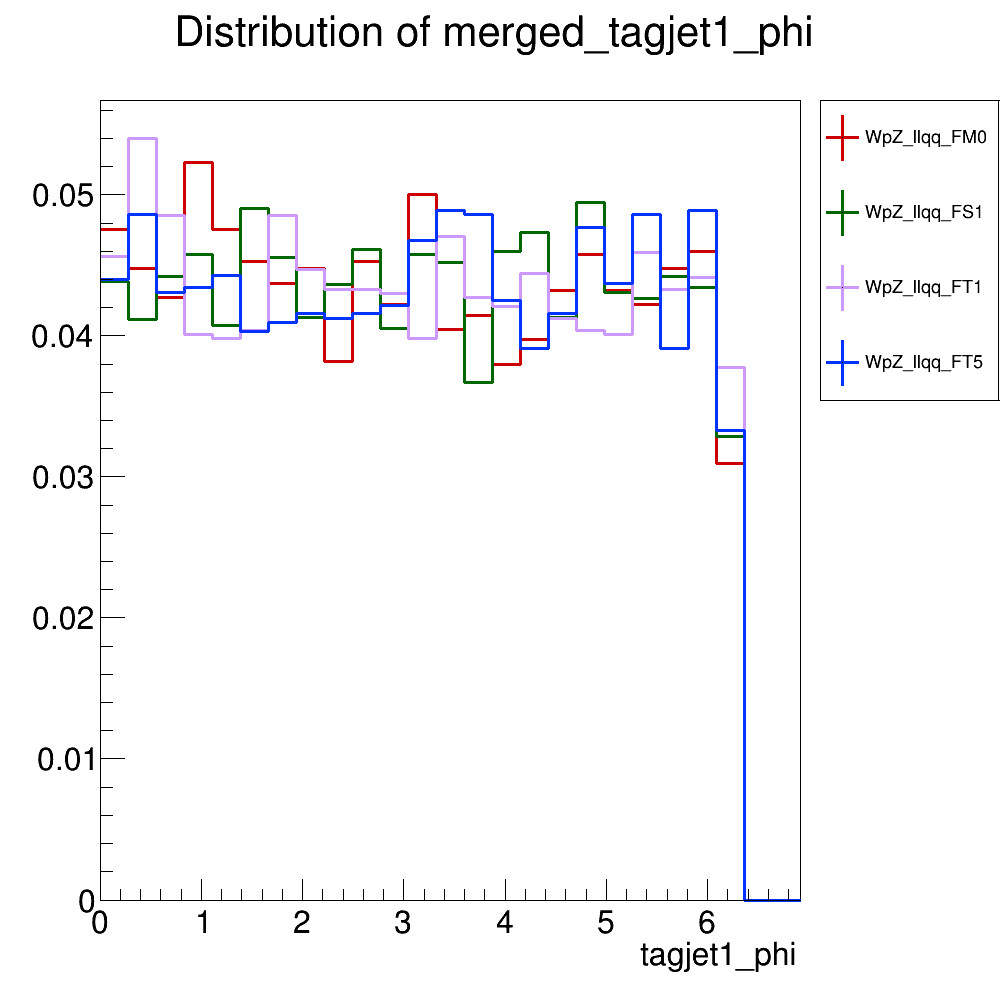 Distribution of merged_tagjet1_phi
WpZ_llqq_FM0
WpZ_llqq_FS1
WpZ_llqq_FT1
WpZ_llqq_FT5
0.05
0.04
0.03
0.02
0.01
0
0 1 2 3 4 5 6
tagjet1_phi